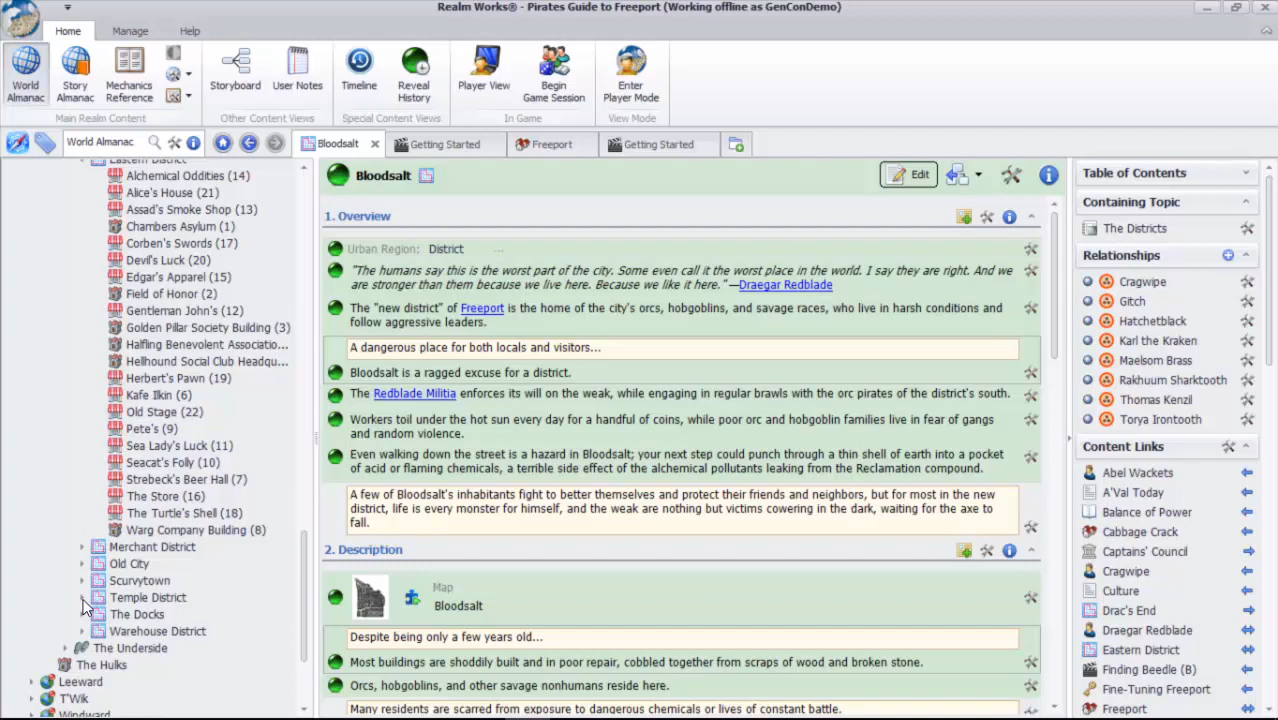 Realm Works® - Pirates Guide to Freeport (Working offline as GenConDemo)
Home
Manage
Help
World Almanac
Story Almanac
Mechanics Reference
Storyboard
User Notes
Timeline
Reveal History
Player View
Begin Game Session
Enter Player Mode
Main Realm Content
Other Content Views
Special Content Views
In Game
View Mode
World Almanac
Bloodsalt
Getting Started
Freeport
Getting Started
Eastern District
Alchemical Oddities (14)
Alice's House (21)
Assad's Smoke Shop (13)
Chambers Asylum (1)
Corben's Swords (17)
Devil's Luck (20)
Edgar's Apparel (15)
Field of Honor (2)
Gentleman John's (12)
Golden Pillar Society Building (3)
Halfling Benevolent Associatio...
Hellhound Social Club Headqu...
Herbert's Pawn (19)
Kafe Ilkin (6)
Old Stage (22)
Pete's (9)
Sea Lady's Luck (11)
Seacat's Folly (10)
Strebeck's Beer Hall (7)
The Store (16)
The Turtle's Shell (18)
Warg Company Building (8)
Merchant District
Old City
Scurvytown
Temple District
The Docks
Warehouse District
The Underside
The Hulks
Leeward
T'Wik
Windward
Bloodsalt
Edit
1. Overview
Urban Region: District ...
"The humans say this is the worst part of the city. Some even call it the worst place in the world. I say they are right. And we
are stronger than them because we live here. Because we like it here." —Draegar Redblade
The "new district" of Freeport is the home of the city's orcs, hobgoblins, and savage races, who live in harsh conditions and
follow aggressive leaders.
A dangerous place for both locals and visitors...
Bloodsalt is a ragged excuse for a district.
The Redblade Militia enforces its will on the weak, while engaging in regular brawls with the orc pirates of the district's south.
Workers toil under the hot sun every day for a handful of coins, while poor orc and hobgoblin families live in fear of gangs
and random violence.
Even walking down the street is a hazard in Bloodsalt; your next step could punch through a thin shell of earth into a pocket
of acid or flaming chemicals, a terrible side effect of the alchemical pollutants leaking from the Reclamation compound.
A few of Bloodsalt's inhabitants fight to better themselves and protect their friends and neighbors, but for most in the new
district, life is every monster for himself, and the weak are nothing but victims cowering in the dark, waiting for the axe to
fall.
2. Description
Map
Bloodsalt
Despite being only a few years old...
Most buildings are shoddily built and in poor repair, cobbled together from scraps of wood and broken stone.
Orcs, hobgoblins, and other savage nonhumans reside here.
Many residents are scarred from exposure to dangerous chemicals or lives of constant battle.
Table of Contents
Containing Topic
The Districts
Relationships
Cragwipe
Gitch
Hatchetblack
Karl the Kraken
Maelsom Brass
Rakhuum Sharktooth
Thomas Kenzil
Torya Irontooth
Content Links
Abel Wackets
A'Val Today
Balance of Power
Cabbage Crack
Captains' Council
Cragwipe
Culture
Drac's End
Draegar Redblade
Eastern District
Finding Beedle (B)
Fine-Tuning Freeport
Freeport